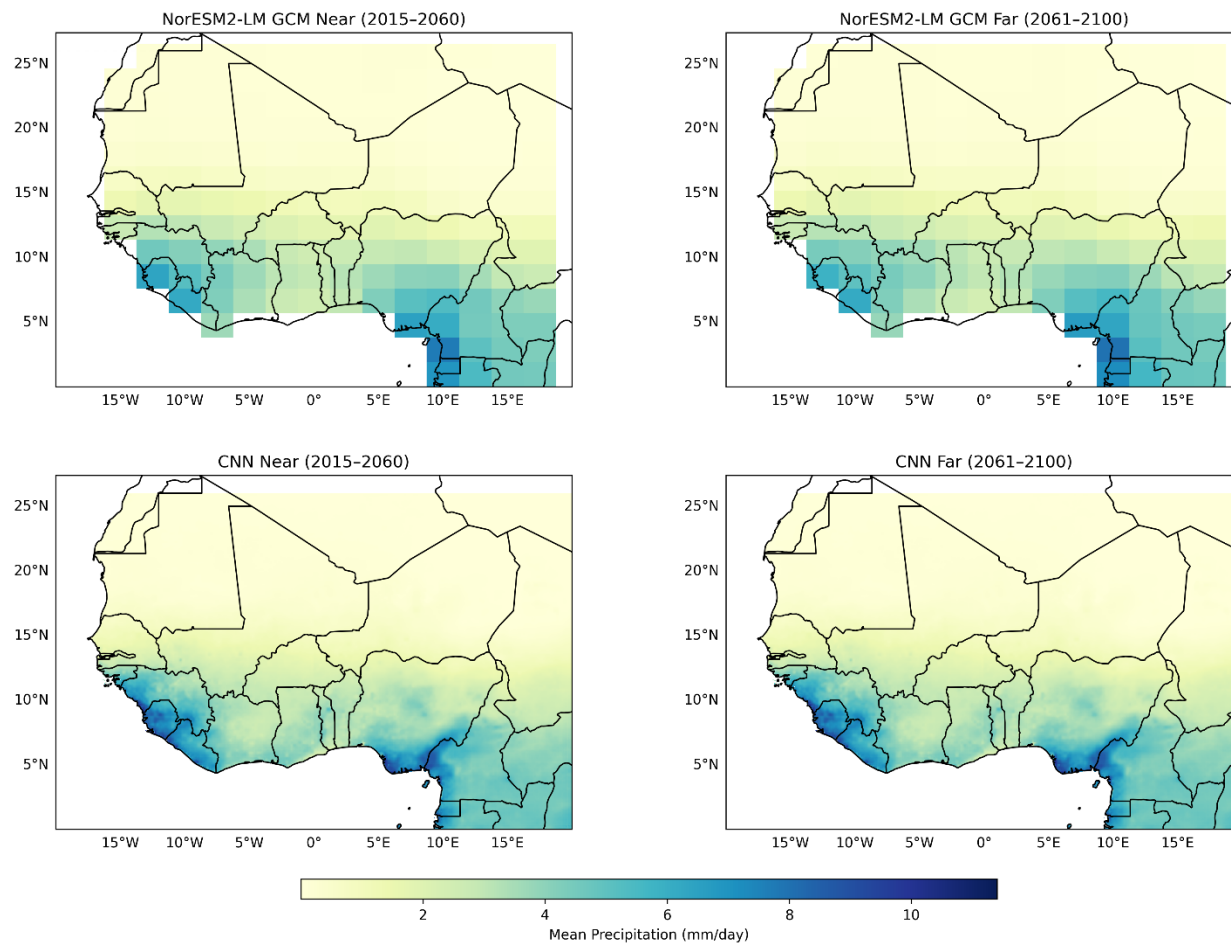 NorESM2-LM GCM Near (2015–2060)
NorESM2-LM GCM Far (2061–2100)
25°N
20°N
15°N
10°N
5°N
15°W 10°W 5°W 0° 5°E 10°E 15°E
25°N
20°N
15°N
10°N
5°N
15°W 10°W 5°W 0° 5°E 10°E 15°E
CNN Near (2015–2060)
CNN Far (2061–2100)
25°N
20°N
15°N
10°N
5°N
15°W 10°W 5°W 0° 5°E 10°E 15°E
25°N
20°N
15°N
10°N
5°N
15°W 10°W 5°W 0° 5°E 10°E 15°E
2 4 6 8 10
Mean Precipitation (mm/day)